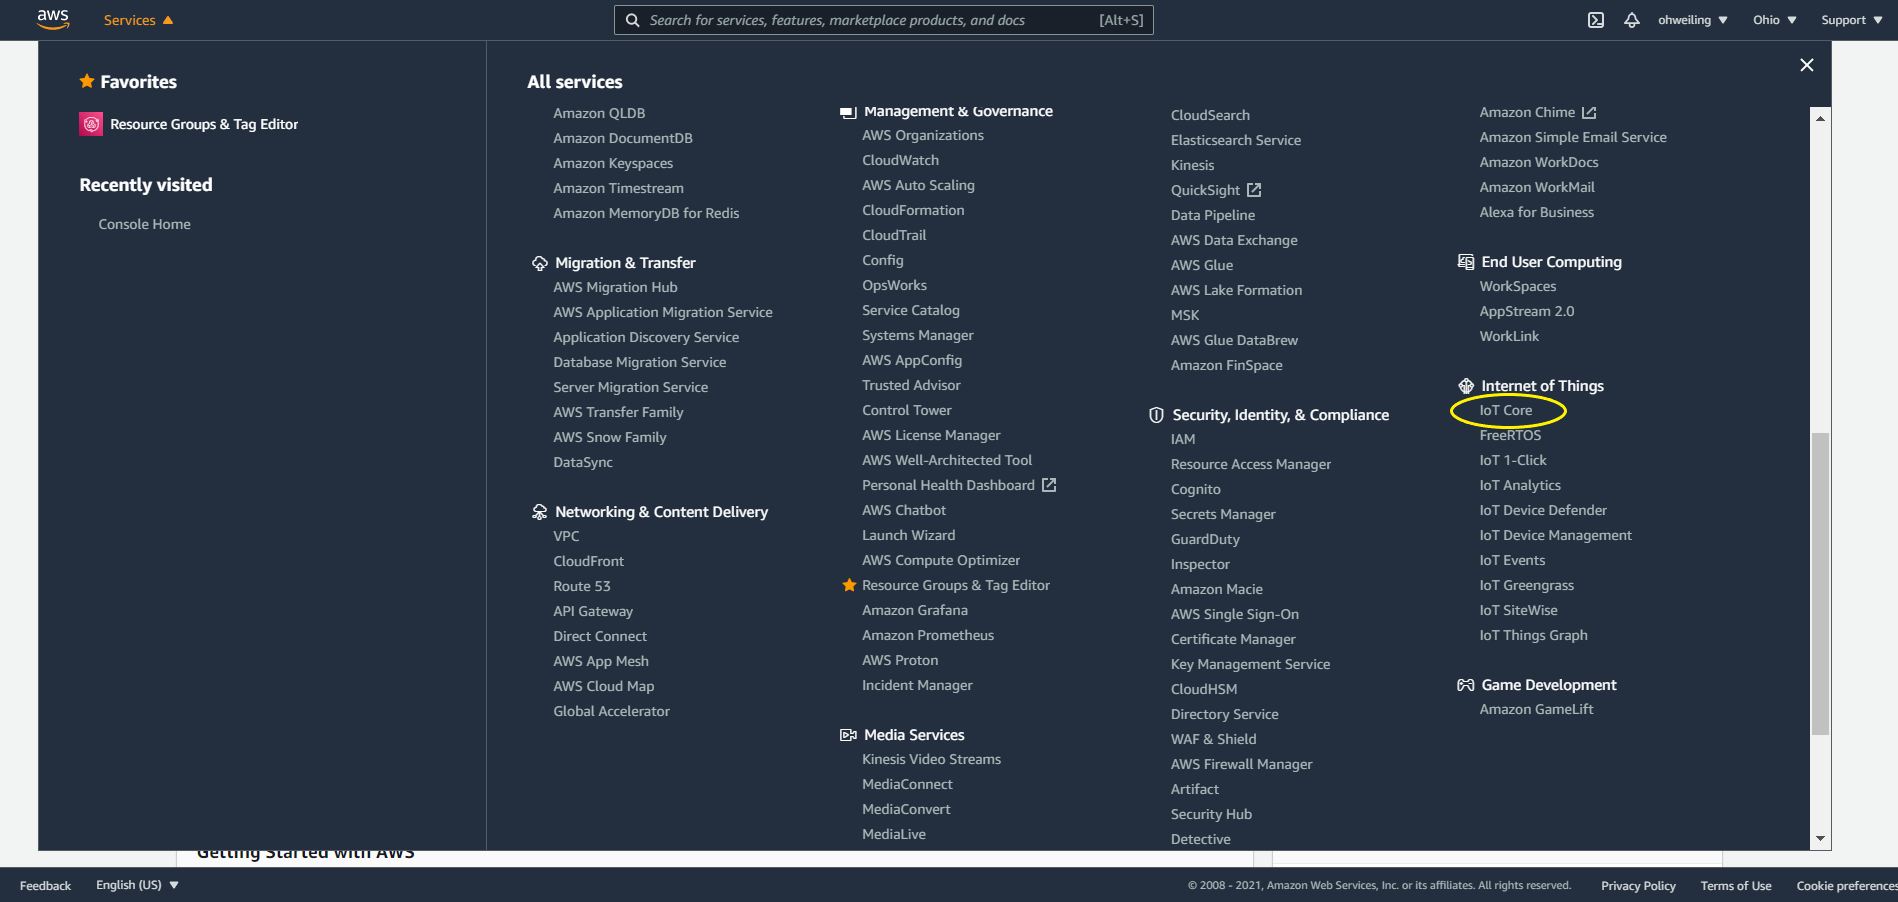 aws
Services
Search for services, features, marketplace products, and docs
[Alt+S]
ohweiling
Ohio
Support
Favorites
Resource Groups & Tag Editor
Recently visited
Console Home
All services
Amazon QLDB
Amazon DocumentDB
Amazon Keyspaces
Amazon Timestream
Amazon MemoryDB for Redis
Migration & Transfer
AWS Migration Hub
AWS Application Migration Service
Application Discovery Service
Database Migration Service
Server Migration Service
AWS Transfer Family
AWS Snow Family
DataSync
Networking & Content Delivery
VPC
CloudFront
Route 53
API Gateway
Direct Connect
AWS App Mesh
AWS Cloud Map
Global Accelerator
Management & Governance
AWS Organizations
CloudWatch
AWS Auto Scaling
CloudFormation
CloudTrail
Config
OpsWorks
Service Catalog
Systems Manager
AWS AppConfig
Trusted Advisor
Control Tower
AWS License Manager
AWS Well-Architected Tool
Personal Health Dashboard
AWS Chatbot
Launch Wizard
AWS Compute Optimizer
Resource Groups & Tag Editor
Amazon Grafana
Amazon Prometheus
AWS Proton
Incident Manager
Media Services
Kinesis Video Streams
MediaConnect
MediaConvert
MediaLive
CloudSearch
Elasticsearch Service
Kinesis
QuickSight
Data Pipeline
AWS Data Exchange
AWS Glue
AWS Lake Formation
MSK
AWS Glue DataBrew
Amazon FinSpace
Security, Identity, & Compliance
IAM
Resource Access Manager
Cognito
Secrets Manager
GuardDuty
Inspector
Amazon Macie
AWS Single Sign-On
Certificate Manager
Key Management Service
CloudHSM
Directory Service
WAF & Shield
AWS Firewall Manager
Artifact
Security Hub
Detective
Amazon Chime
Amazon Simple Email Service
Amazon WorkDocs
Amazon WorkMail
Alexa for Business
End User Computing
WorkSpaces
AppStream 2.0
WorkLink
Internet of Things
IoT Core
FreeRTOS
IoT 1-Click
IoT Analytics
IoT Device Defender
IoT Device Management
IoT Events
IoT Greengrass
IoT SiteWise
IoT Things Graph
Game Development
Amazon GameLift
Getting Started with AWS
Feedback
English (US)
© 2008 - 2021, Amazon Web Services, Inc. or its affiliates. All rights reserved.
Privacy Policy
Terms of Use
Cookie preferences